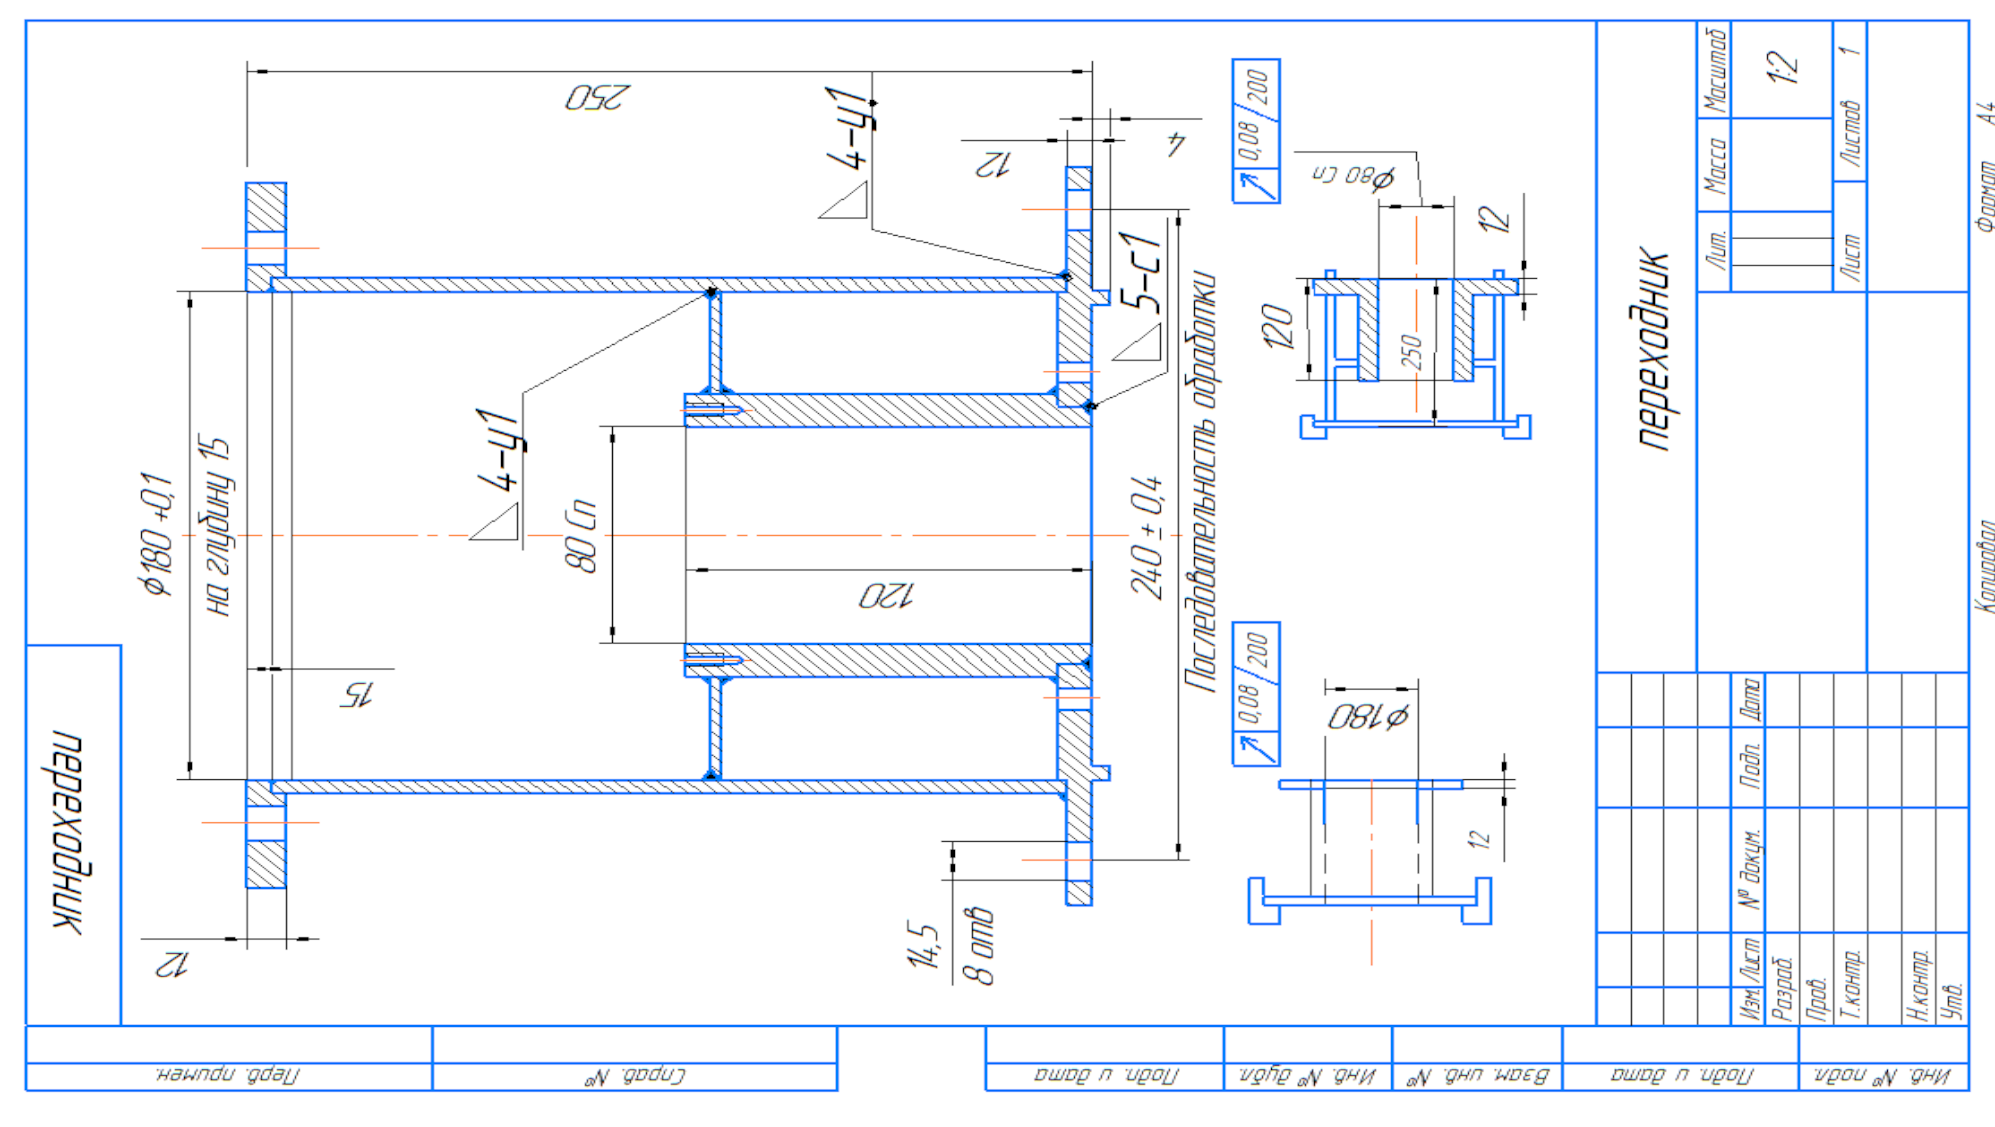 переходник
250
4-ц1
12
4
ϕ180 +0,1
на глубину 15
4-ц1
80 Сп
120
5-с1
240 ± 0,4
15
12
14,5
8 отв
Последовательность обработки
0,08 / 200
ϕ80 Сп
12
120
250
0,08 / 200
ϕ180
12
переходник
Лит.
Масса
Масштаб
1:2
Лист
Листов 1
Изм.
Лист
№ докум.
Подп.
Дата
Разраб.
Пров.
Т.контр.
Н.контр.
Утв.
Копировал
Формат А4
Перв. примен.
Справ. №
Подп. и дата
Инв. № дубл.
Взам. инв. №
Подп. и дата
Инв. № подл.